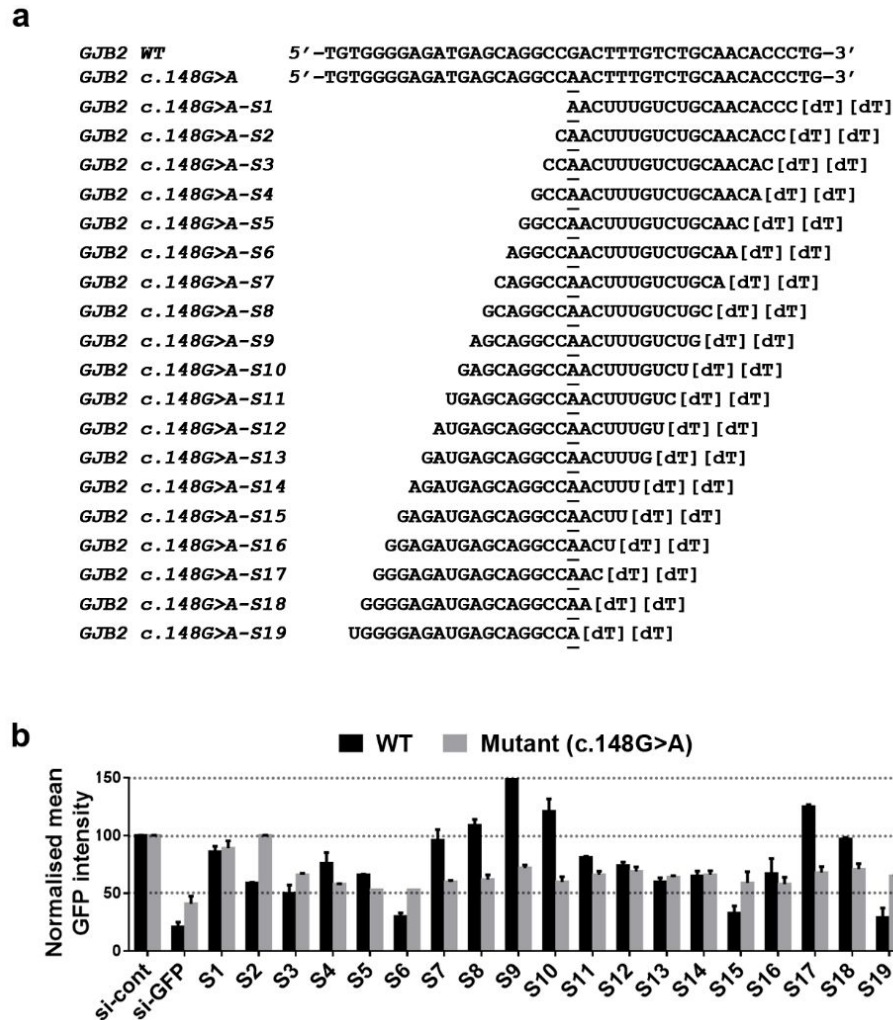 a
GJB2 WT 5'-TGTGGGGAGATGAGCAGGCCGACTTTGTCTGCAACACCCTG-3'
GJB2 c.148G>A 5'-TGTGGGGAGATGAGCAGGCCAACTTTGTCTGCAACACCCTG-3'
GJB2 c.148G>A-S1 AACUUUGUCUGCAACACCC[dT][dT]
GJB2 c.148G>A-S2 CAACUUUGUCUGCAACACC[dT][dT]
GJB2 c.148G>A-S3 CCAACUUUGUCUGCAACAC[dT][dT]
GJB2 c.148G>A-S4 GCCAACUUUGUCUGCAACA[dT][dT]
GJB2 c.148G>A-S5 GGCCAACUUUGUCUGCAAC[dT][dT]
GJB2 c.148G>A-S6 AGGCCAACUUUGUCUGCAA[dT][dT]
GJB2 c.148G>A-S7 CAGGCCAACUUUGUCUGCA[dT][dT]
GJB2 c.148G>A-S8 GCAGGCCAACUUUGUCUGC[dT][dT]
GJB2 c.148G>A-S9 AGCAGGCCAACUUUGUCUG[dT][dT]
GJB2 c.148G>A-S10 GAGCAGGCCAACUUUGUCU[dT][dT]
GJB2 c.148G>A-S11 UGAGCAGGCCAACUUUGUC[dT][dT]
GJB2 c.148G>A-S12 AUGAGCAGGCCAACUUUGU[dT][dT]
GJB2 c.148G>A-S13 GAUGAGCAGGCCAACUUUG[dT][dT]
GJB2 c.148G>A-S14 AGAUGAGCAGGCCAACUUU[dT][dT]
GJB2 c.148G>A-S15 GAGAUGAGCAGGCCAACUU[dT][dT]
GJB2 c.148G>A-S16 GGAGAUGAGCAGGCCAACU[dT][dT]
GJB2 c.148G>A-S17 GGGAGAUGAGCAGGCCAAC[dT][dT]
GJB2 c.148G>A-S18 GGGGAGAUGAGCAGGCCAA[dT][dT]
GJB2 c.148G>A-S19 UGGGGAGAUGAGCAGGCCA[dT][dT]
b
WT Mutant (c.148G>A)
Normalised mean
GFP intensity
150
100
50
0
si-cont si-GFP S1 S2 S3 S4 S5 S6 S7 S8 S9 S10 S11 S12 S13 S14 S15 S16 S17 S18 S19